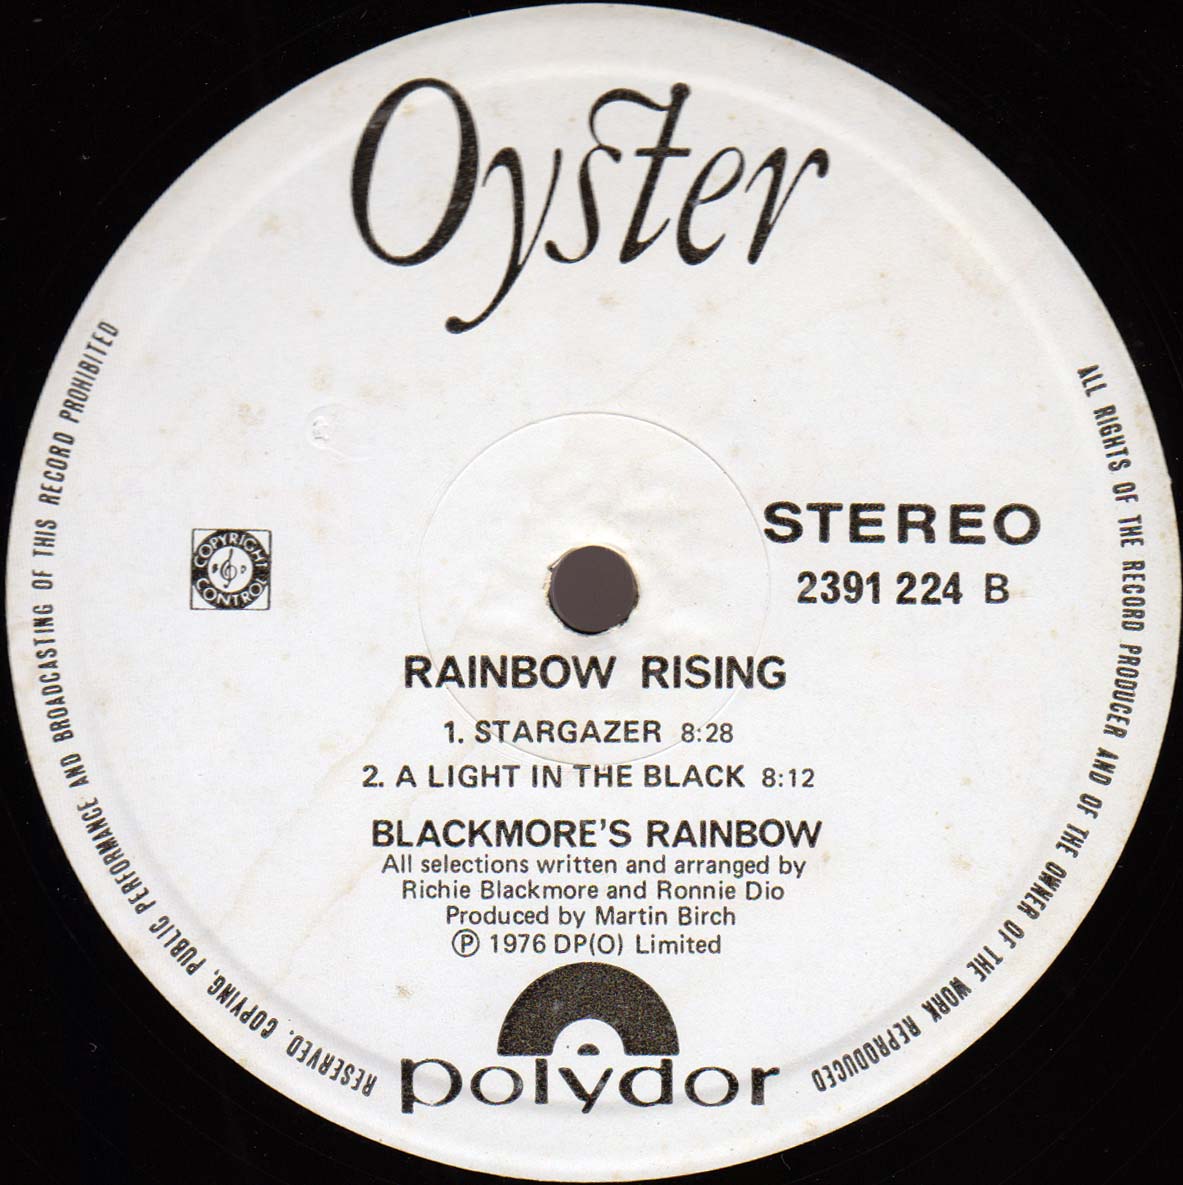 Oyster
STEREO
2391 224 B
COPYRIGHT
CONTROL
RAINBOW RISING
1. STARGAZER 8:28
2. A LIGHT IN THE BLACK 8:12
BLACKMORE'S RAINBOW
All selections written and arranged by
Richie Blackmore and Ronnie Dio
Produced by Martin Birch
℗ 1976 DP(O) Limited
polydor
ALL RIGHTS OF THE RECORD PRODUCER AND OF THE OWNER OF THE WORK REPRODUCED
RESERVED. COPYING, PUBLIC PERFORMANCE AND BROADCASTING OF THIS RECORD PROHIBITED